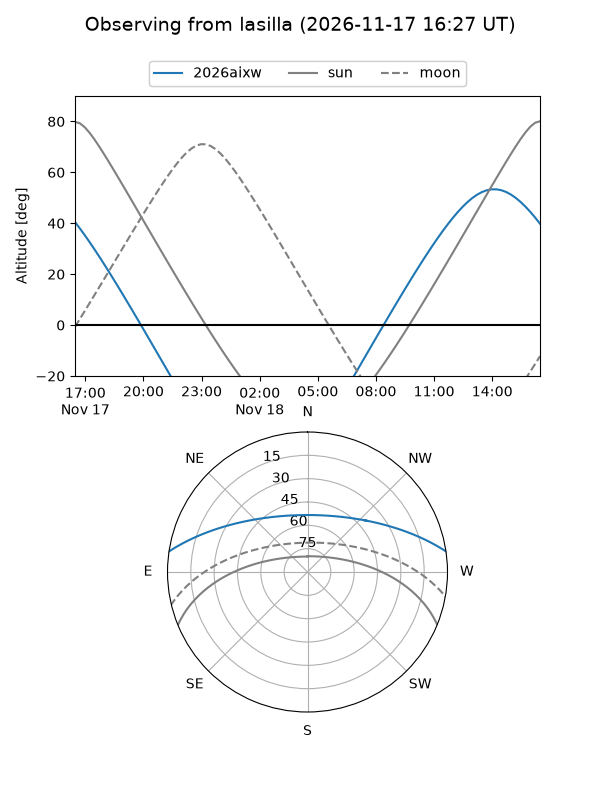 Observing from lasilla (2026-11-17 16:27 UT)
2026aixw
sun
moon
Altitude [deg]
80
60
40
20
0
−20
17:00
Nov 17
20:00
23:00
02:00
Nov 18
05:00
08:00
11:00
14:00
N
NE
NW
15
30
45
60
75
E
W
SE
SW
S